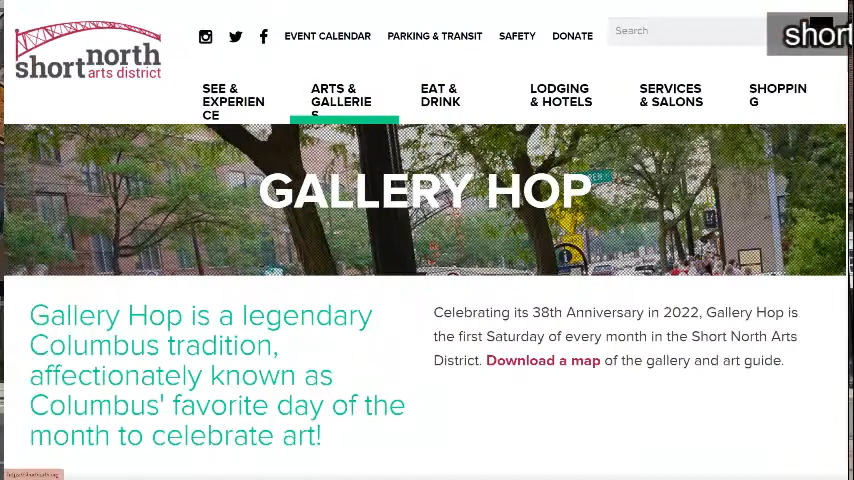 shortnorth
arts district
EVENT CALENDAR PARKING & TRANSIT SAFETY DONATE
Search
short
SEE &
EXPERIEN
CE
ARTS &
GALLERIE
S
EAT &
DRINK
LODGING
& HOTELS
SERVICES
& SALONS
SHOPPIN
G
GALLERY HOP
Gallery Hop is a legendary
Columbus tradition,
affectionately known as
Columbus' favorite day of the
month to celebrate art!
Celebrating its 38th Anniversary in 2022, Gallery Hop is
the first Saturday of every month in the Short North Arts
District. Download a map of the gallery and art guide.